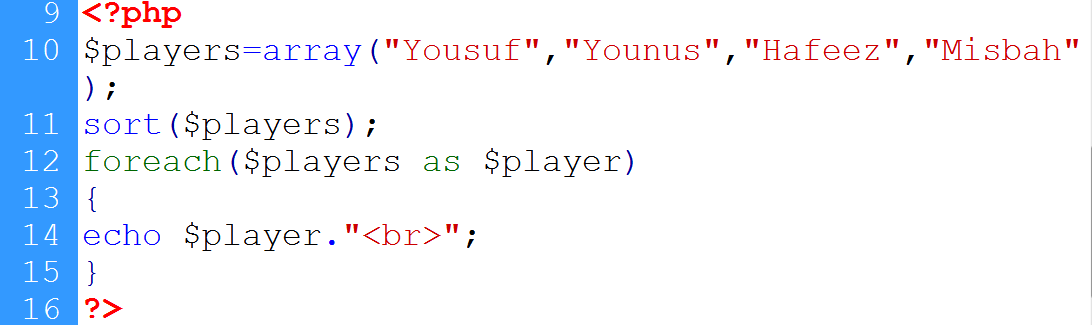 9 <?php
10 $players=array("Yousuf","Younus","Hafeez","Misbah"
);
11 sort($players);
12 foreach($players as $player)
13 {
14 echo $player."<br>";
15 }
16 ?>